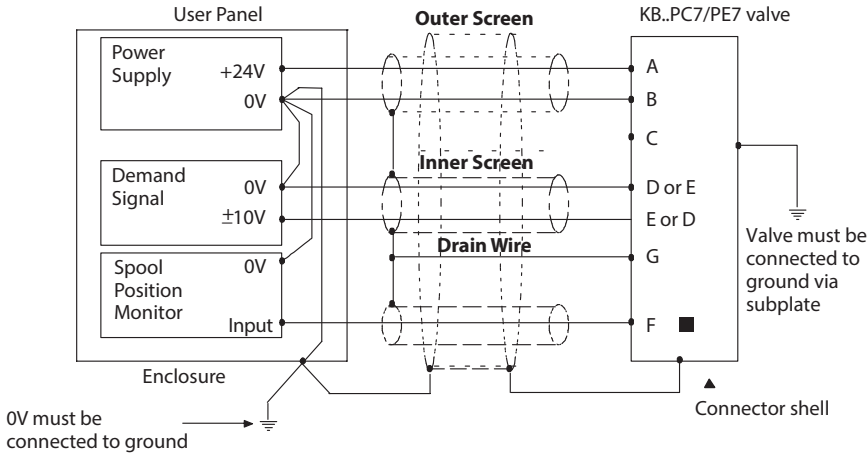 User Panel
Outer Screen
KB..PC7/PE7 valve
Power
Supply
+24V
0V
A
B
C
Inner Screen
Demand
Signal
0V
±10V
D or E
E or D
Drain Wire
G
Spool
Position
Monitor
0V
Input
F
Valve must be
connected to
ground via
subplate
Enclosure
Connector shell
0V must be
connected to ground